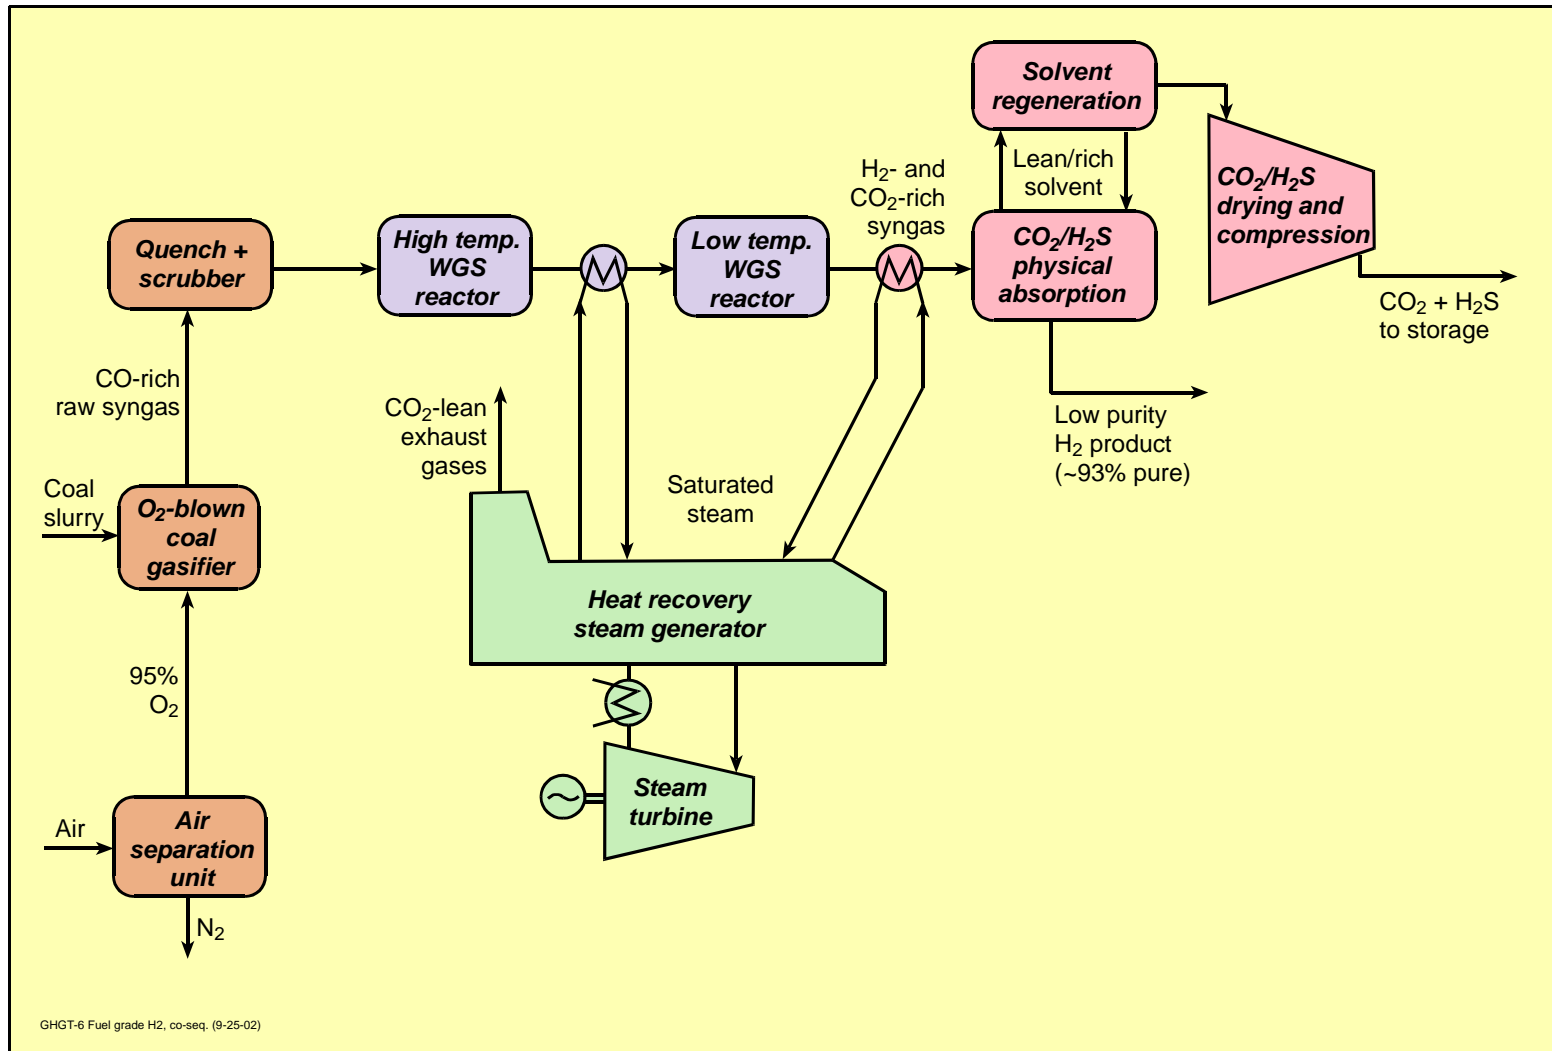 Solvent
regeneration
Lean/rich
solvent
CO₂/H₂S
drying and
compression
H₂- and
CO₂-rich
syngas
Quench +
scrubber
High temp.
WGS
reactor
Low temp.
WGS
reactor
CO₂/H₂S
physical
absorption
CO₂ + H₂S
to storage
CO-rich
raw syngas
CO₂-lean
exhaust
gases
Low purity
H₂ product
(~93% pure)
Coal
slurry
O₂-blown
coal
gasifier
Saturated
steam
Heat recovery
steam generator
95%
O₂
Steam
turbine
Air
Air
separation
unit
N₂
GHGT-6 Fuel grade H2, co-seq. (9-25-02)